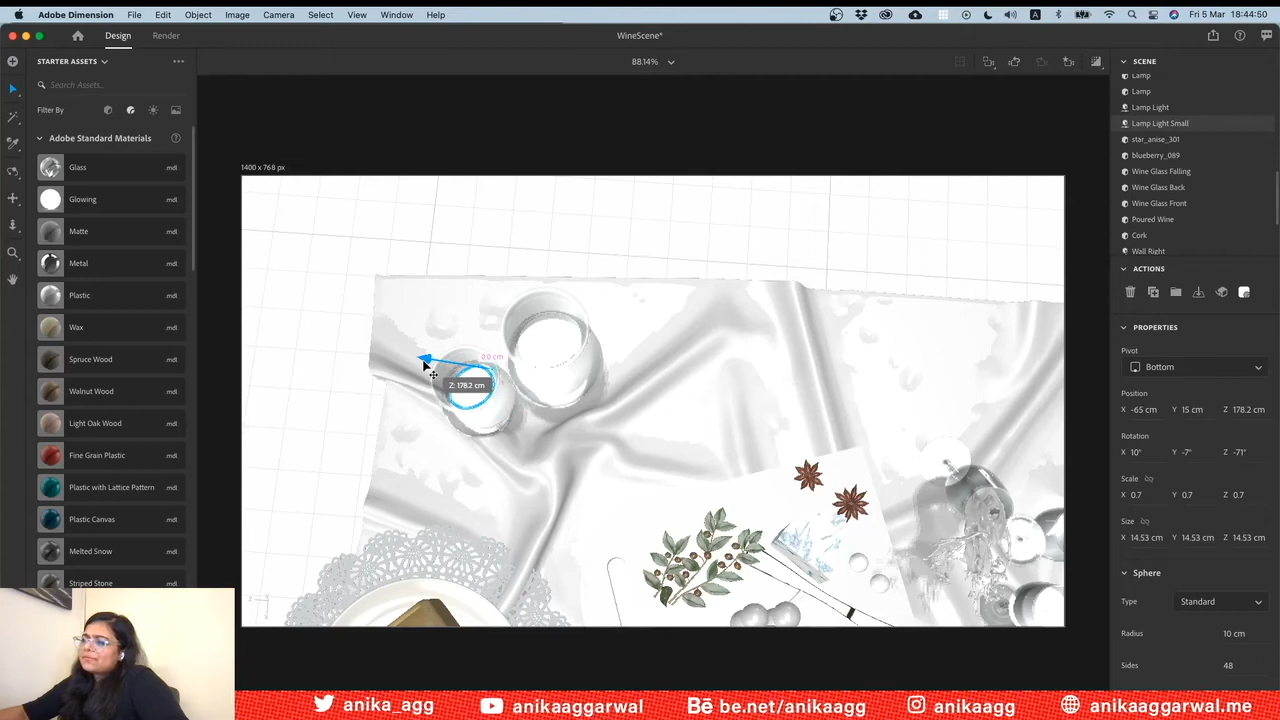 Adobe Dimension File Edit Object Image Camera Select View Window Help
A Fri 5 Mar 18:44:50
Design Render WineScene*
STARTER ASSETS
88.14%
Search Assets..
Filter By
Adobe Standard Materials
Glass .mdl
Glowing .mdl
Matte .mdl
Metal .mdl
Plastic .mdl
Wax .mdl
Spruce Wood .mdl
Walnut Wood .mdl
Light Oak Wood .mdl
Fine Grain Plastic .mdl
Plastic with Lattice Pattern .mdl
Plastic Canvas .mdl
Melted Snow .mdl
Striped Stone .mdl
1400 x 768 px
0.0 cm
Z: 178.2 cm
SCENE
Lamp
Lamp
Lamp Light
Lamp Light Small
star_anise_301
blueberry_089
Wine Glass Falling
Wine Glass Back
Wine Glass Front
Poured Wine
Cork
Wall Right
ACTIONS
PROPERTIES
Pivot
Bottom
Position
X -65 cm Y 15 cm Z 178.2 cm
Rotation
X 10° Y -7° Z -71°
Scale
X 0.7 Y 0.7 Z 0.7
Size
X 14.53 cm Y 14.53 cm Z 14.53 cm
Sphere
Type Standard
Radius 10 cm
Sides 48
anika_agg anikaaggarwal be.net/anikaagg anikaagg anikaaggarwal.me